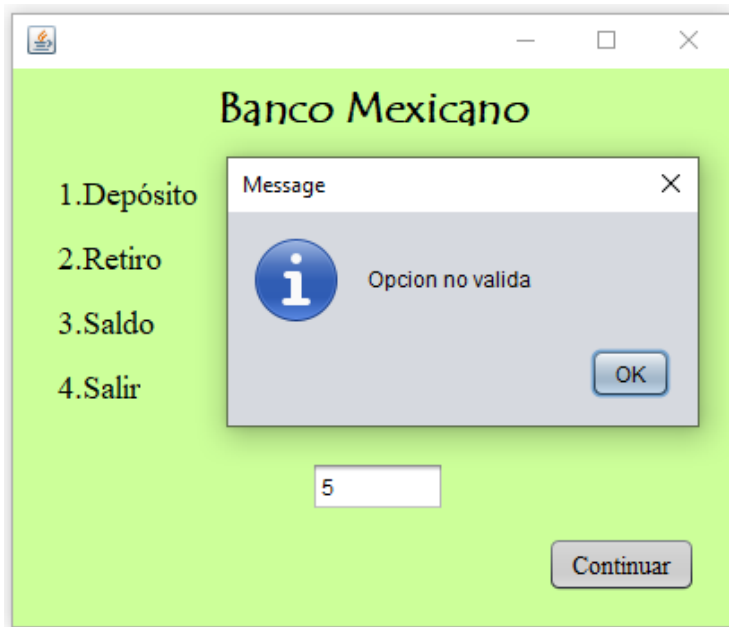 Banco Mexicano
1.Depósito
2.Retiro
3.Saldo
4.Salir
Message
Opcion no valida
OK
5
Continuar